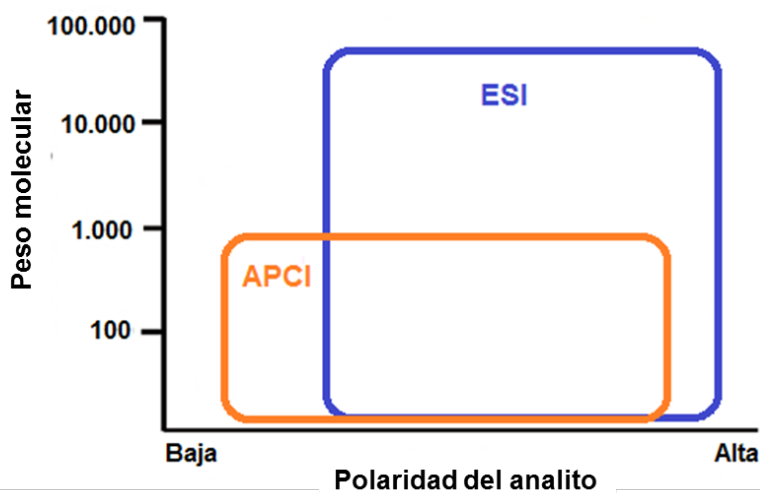 100.000
10.000
1.000
100
Peso molecular
ESI
APCI
Baja
Alta
Polaridad del analito